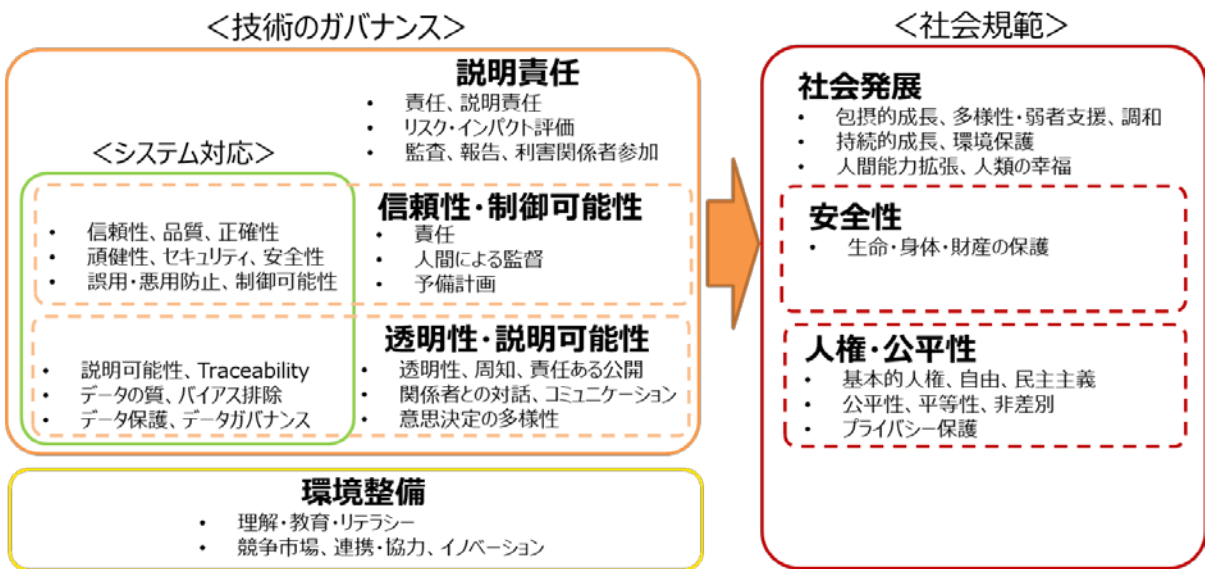 <技術のガバナンス>
説明責任
• 責任、説明責任
• リスク・インパクト評価
• 監査、報告、利害関係者参加
<システム対応>
• 信頼性、品質、正確性
• 頑健性、セキュリティ、安全性
• 誤用・悪用防止、制御可能性
信頼性・制御可能性
• 責任
• 人間による監督
• 予備計画
• 説明可能性、Traceability
• データの質、バイアス排除
• データ保護、データガバナンス
透明性・説明可能性
• 透明性、周知、責任ある公開
• 関係者との対話、コミュニケーション
• 意思決定の多様性
環境整備
• 理解・教育・リテラシー
• 競争市場、連携・協力、イノベーション
<社会規範>
社会発展
• 包摂的成長、多様性・弱者支援、調和
• 持続的成長、環境保護
• 人間能力拡張、人類の幸福
安全性
• 生命・身体・財産の保護
人権・公平性
• 基本的人権、自由、民主主義
• 公平性、平等性、非差別
• プライバシー保護